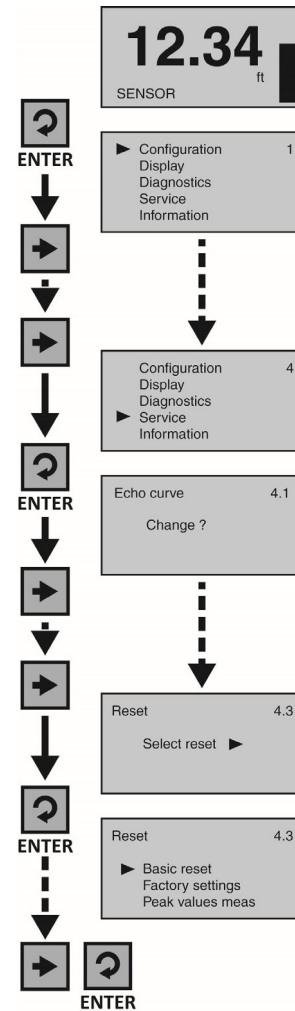 12.34
ft
SENSOR
ENTER
Configuration 1
Display
Diagnostics
Service
Information
Configuration 4
Display
Diagnostics
Service
Information
ENTER
Echo curve 4.1
Change ?
Reset 4.3
Select reset
ENTER
Reset 4.3
Basic reset
Factory settings
Peak values meas
ENTER